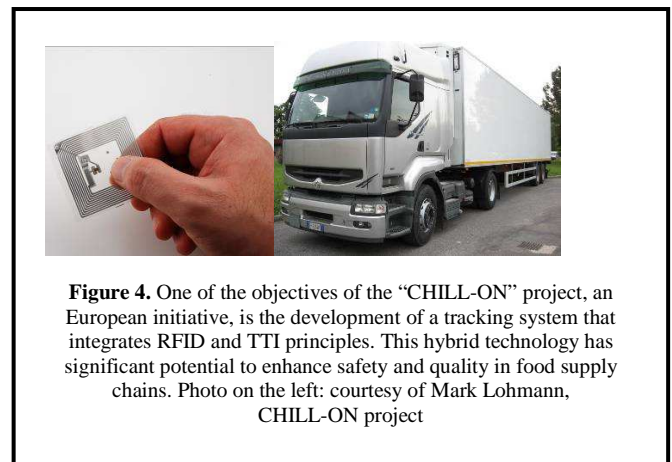 Figure 4. One of the objectives of the “CHILL-ON” project, an
European initiative, is the development of a tracking system that
integrates RFID and TTI principles. This hybrid technology has
significant potential to enhance safety and quality in food supply
chains. Photo on the left: courtesy of Mark Lohmann,
CHILL-ON project